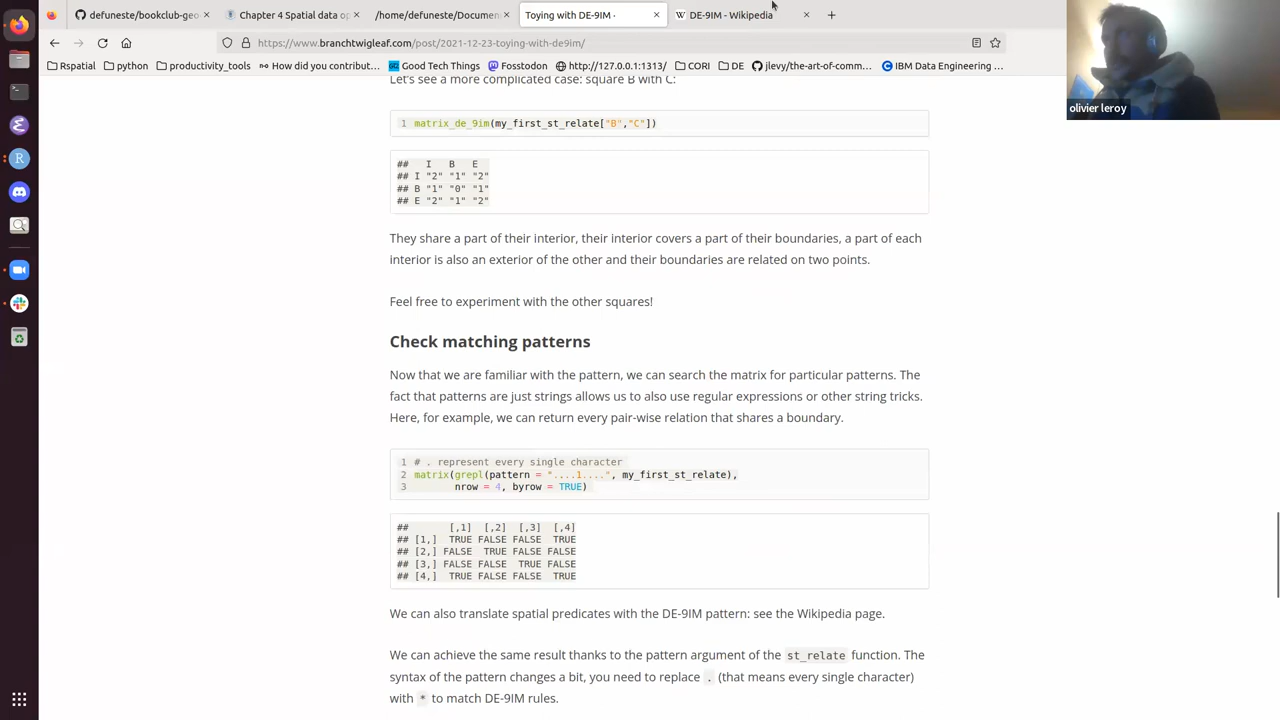 defuneste/bookclub-geo
Chapter 4 Spatial data op
/home/defuneste/Documen
Toying with DE-9IM ·
DE-9IM - Wikipedia
https://www.branchtwigleaf.com/post/2021-12-23-toying-with-de9im/
Rspatial
python
productivity_tools
How did you contribut…
Good Tech Things
Fosstodon
http://127.0.0.1:1313/
CORI
DE
jlevy/the-art-of-comm…
IBM Data Engineering …
olivier leroy
Let's see a more complicated case: square B with C:
1 matrix_de_9im(my_first_st_relate["B","C"])
## I B E
## I "2" "1" "2"
## B "1" "0" "1"
## E "2" "1" "2"
They share a part of their interior, their interior covers a part of their boundaries, a part of each
interior is also an exterior of the other and their boundaries are related on two points.
Feel free to experiment with the other squares!
Check matching patterns
Now that we are familiar with the pattern, we can search the matrix for particular patterns. The
fact that patterns are just strings allows us to also use regular expressions or other string tricks.
Here, for example, we can return every pair-wise relation that shares a boundary.
1 # . represent every single character
2 matrix(grepl(pattern = "....1....", my_first_st_relate),
3 nrow = 4, byrow = TRUE)
## [,1] [,2] [,3] [,4]
## [1,] TRUE FALSE FALSE TRUE
## [2,] FALSE TRUE FALSE FALSE
## [3,] FALSE FALSE TRUE FALSE
## [4,] TRUE FALSE FALSE TRUE
We can also translate spatial predicates with the DE-9IM pattern: see the Wikipedia page.
We can achieve the same result thanks to the pattern argument of the st_relate function. The
syntax of the pattern changes a bit, you need to replace . (that means every single character)
with * to match DE-9IM rules.